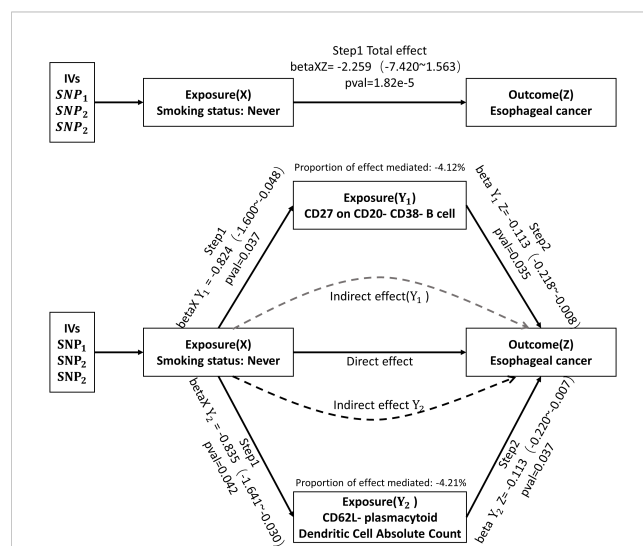 Step1 Total effect
betaXZ= -2.259（-7.420~1.563)
pval=1.82e-5
IVs
SNP₁
SNP₂
SNP₂
Exposure(X)
Smoking status: Never
Outcome(Z)
Esophageal cancer
Proportion of effect mediated: -4.12%
Exposure(Y₁)
CD27 on CD20- CD38- B cell
Step1
betaX Y₁ = -0.824（-1.600~-0.048)
pval=0.037
Step2
beta Y₁ Z= -0.113（-0.218~-0.008)
pval=0.035
Indirect effect(Y₁ )
IVs
SNP₁
SNP₂
SNP₂
Exposure(X)
Smoking status: Never
Direct effect
Outcome(Z)
Esophageal cancer
Indirect effect Y₂
Step1
betaX Y₂ = -0.835（-1.641~-0.030)
pval=0.042
Step2
beta Y₂ Z= -0.113（-0.220~-0.007)
pval=0.037
Proportion of effect mediated: -4.21%
Exposure(Y₂ )
CD62L- plasmacytoid
Dendritic Cell Absolute Count